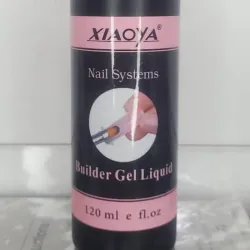 XIAOYA®
Nail Systems
Builder Gel Liquid
120 ml e fl.oz